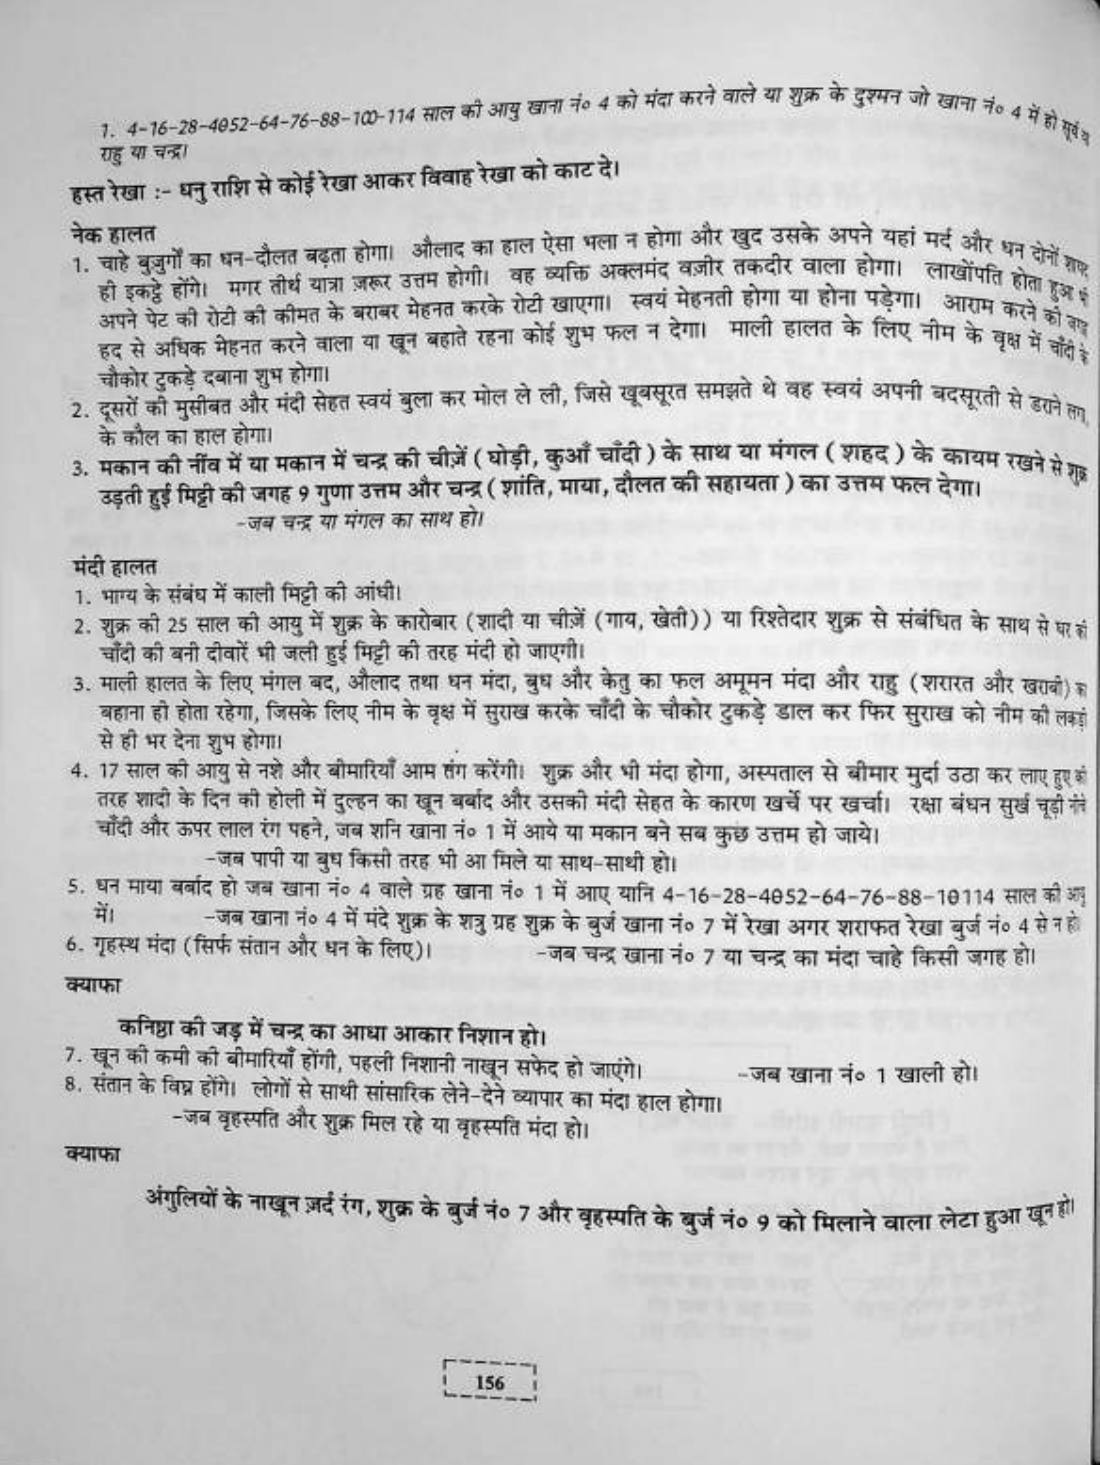 1. 4-16-28-4052-64-76-88-100-114 साल की आयु खाना नं० 4 को मंदा करने वाले या शुक्र के दुश्मन जो खाना नं० 4 में हो सूर्य
राहु या चन्द्र।
हस्त रेखा :- धनु राशि से कोई रेखा आकर विवाह रेखा को काट दे।
नेक हालत
1. चाहे बुजुर्गों का धन-दौलत बढ़ता होगा। औलाद का हाल ऐसा भला न होगा और खुद उसके अपने यहां मर्द और धन दोनों शायद
ही इकट्ठे होंगे। मगर तीर्थ यात्रा ज़रूर उत्तम होगी। वह व्यक्ति अक्लमंद वज़ीर तकदीर वाला होगा। लाखोंपति होता हुआ भी
अपने पेट की रोटी की कीमत के बराबर मेहनत करके रोटी खाएगा। स्वयं मेहनती होगा या होना पड़ेगा। आराम करने की जगह
हद से अधिक मेहनत करने वाला या खून बहाते रहना कोई शुभ फल न देगा। माली हालत के लिए नीम के वृक्ष में चाँदी के
चौकोर टुकड़े दबाना शुभ होगा।
2. दूसरों की मुसीबत और मंदी सेहत स्वयं बुला कर मोल ले ली, जिसे खूबसूरत समझते थे वह स्वयं अपनी बदसूरती से डराने लगा,
के कौल का हाल होगा।
3. मकान की नींव में या मकान में चन्द्र की चीज़ें ( घोड़ी, कुआँ चाँदी ) के साथ या मंगल ( शहद ) के कायम रखने से शुक्र
उड़ती हुई मिट्टी की जगह 9 गुणा उत्तम और चन्द्र ( शांति, माया, दौलत की सहायता ) का उत्तम फल देगा।
-जब चन्द्र या मंगल का साथ हो।
मंदी हालत
1. भाग्य के संबंध में काली मिट्टी की आंधी।
2. शुक्र की 25 साल की आयु में शुक्र के कारोबार (शादी या चीज़ें (गाय, खेती)) या रिश्तेदार शुक्र से संबंधित के साथ से घर की
चाँदी की बनी दीवारें भी जली हुई मिट्टी की तरह मंदी हो जाएगी।
3. माली हालत के लिए मंगल बद, औलाद तथा धन मंदा, बुध और केतु का फल अमूमन मंदा और राहु (शरारत और खराबी) का
बहाना ही होता रहेगा, जिसके लिए नीम के वृक्ष में सुराख करके चाँदी के चौकोर टुकड़े डाल कर फिर सुराख को नीम की लकड़ी
से ही भर देना शुभ होगा।
4. 17 साल की आयु से नशे और बीमारियाँ आम तंग करेंगी। शुक्र और भी मंदा होगा, अस्पताल से बीमार मुर्दा उठा कर लाए हुए की
तरह शादी के दिन की होली में दुल्हन का खून बर्बाद और उसकी मंदी सेहत के कारण खर्चे पर खर्चा। रक्षा बंधन सुर्ख चूड़ी नीचे
चाँदी और ऊपर लाल रंग पहने, जब शनि खाना नं० 1 में आये या मकान बने सब कुछ उत्तम हो जाये।
-जब पापी या बुध किसी तरह भी आ मिले या साथ-साथी हो।
5. धन माया बर्बाद हो जब खाना नं० 4 वाले ग्रह खाना नं० 1 में आए यानि 4-16-28-4052-64-76-88-10114 साल की आयु
में। -जब खाना नं० 4 में मंदे शुक्र के शत्रु ग्रह शुक्र के बुर्ज खाना नं० 7 में रेखा अगर शराफत रेखा बुर्ज नं० 4 से न हो
6. गृहस्थ मंदा (सिर्फ संतान और धन के लिए)। -जब चन्द्र खाना नं० 7 या चन्द्र का मंदा चाहे किसी जगह हो।
क्याफा
कनिष्ठा की जड़ में चन्द्र का आधा आकार निशान हो।
7. खून की कमी की बीमारियाँ होंगी, पहली निशानी नाखून सफेद हो जाएंगे। -जब खाना नं० 1 खाली हो।
8. संतान के विघ्न होंगे। लोगों से साथी सांसारिक लेने-देने व्यापार का मंदा हाल होगा।
-जब वृहस्पति और शुक्र मिल रहे या वृहस्पति मंदा हो।
क्याफा
अंगुलियों के नाखून ज़र्द रंग, शुक्र के बुर्ज नं० 7 और वृहस्पति के बुर्ज नं० 9 को मिलाने वाला लेटा हुआ खून हो।
156